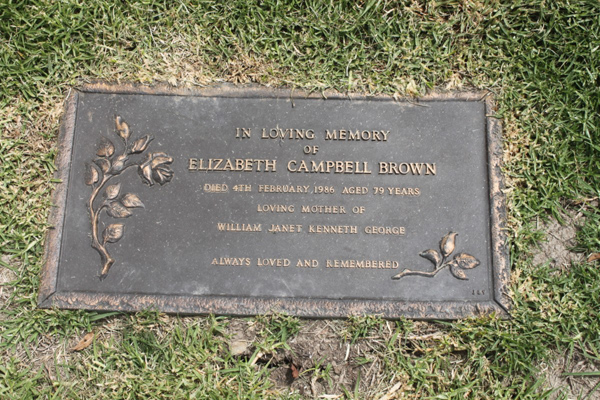 IN LOVING MEMORY
OF
ELIZABETH CAMPBELL BROWN
DIED 4TH FEBRUARY, 1986 AGED 79 YEARS
LOVING MOTHER OF
WILLIAM JANET KENNETH GEORGE
ALWAYS LOVED AND REMEMBERED